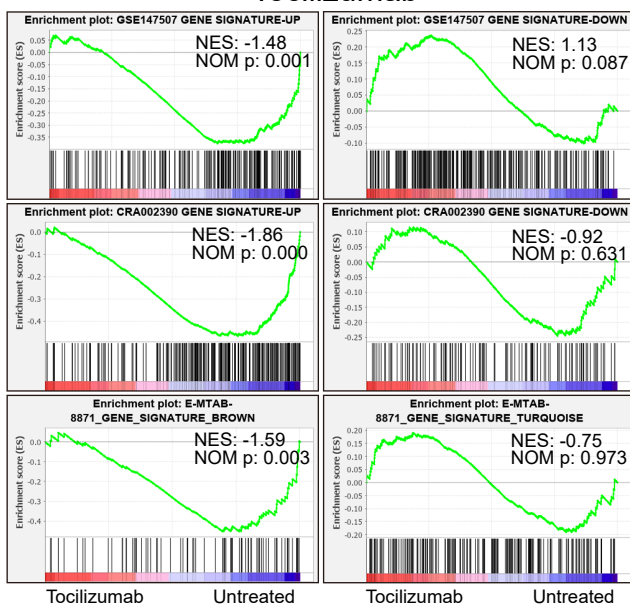 Tocilizumab
Enrichment plot: GSE147507 GENE SIGNATURE-UP
NES: -1.48
NOM p: 0.001
Enrichment score (ES)
0.05
0.00
-0.05
-0.10
-0.15
-0.20
-0.25
-0.30
-0.35
Enrichment plot: GSE147507 GENE SIGNATURE-DOWN
NES: 1.13
NOM p: 0.087
Enrichment score (ES)
0.25
0.20
0.15
0.10
0.05
0.00
-0.05
-0.10
Enrichment plot: CRA002390 GENE SIGNATURE-UP
NES: -1.86
NOM p: 0.000
Enrichment score (ES)
0.0
-0.1
-0.2
-0.3
-0.4
Enrichment plot: CRA002390 GENE SIGNATURE-DOWN
NES: -0.92
NOM p: 0.631
Enrichment score (ES)
0.10
0.05
0.00
-0.05
-0.10
-0.15
-0.20
-0.25
Enrichment plot: E-MTAB-
8871_GENE_SIGNATURE_BROWN
NES: -1.59
NOM p: 0.003
Enrichment score (ES)
0.0
-0.1
-0.2
-0.3
-0.4
Enrichment plot: E-MTAB-
8871_GENE_SIGNATURE_TURQUOISE
NES: -0.75
NOM p: 0.973
Enrichment score (ES)
0.20
0.15
0.10
0.05
0.00
-0.05
-0.10
-0.15
-0.20
Tocilizumab Untreated
Tocilizumab Untreated